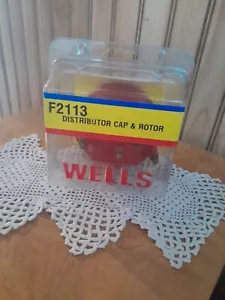 F2113
DISTRIBUTOR CAP & ROTOR
WELLS